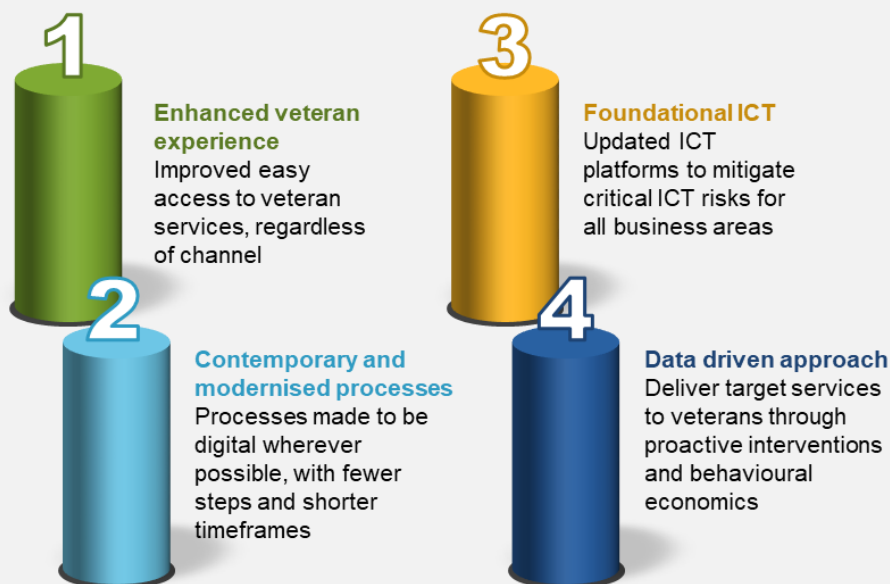 1
Enhanced veteran
experience
Improved easy
access to veteran
services, regardless
of channel
2
Contemporary and
modernised processes
Processes made to be
digital wherever
possible, with fewer
steps and shorter
timeframes
3
Foundational ICT
Updated ICT
platforms to mitigate
critical ICT risks for
all business areas
4
Data driven approach
Deliver target services
to veterans through
proactive interventions
and behavioural
economics